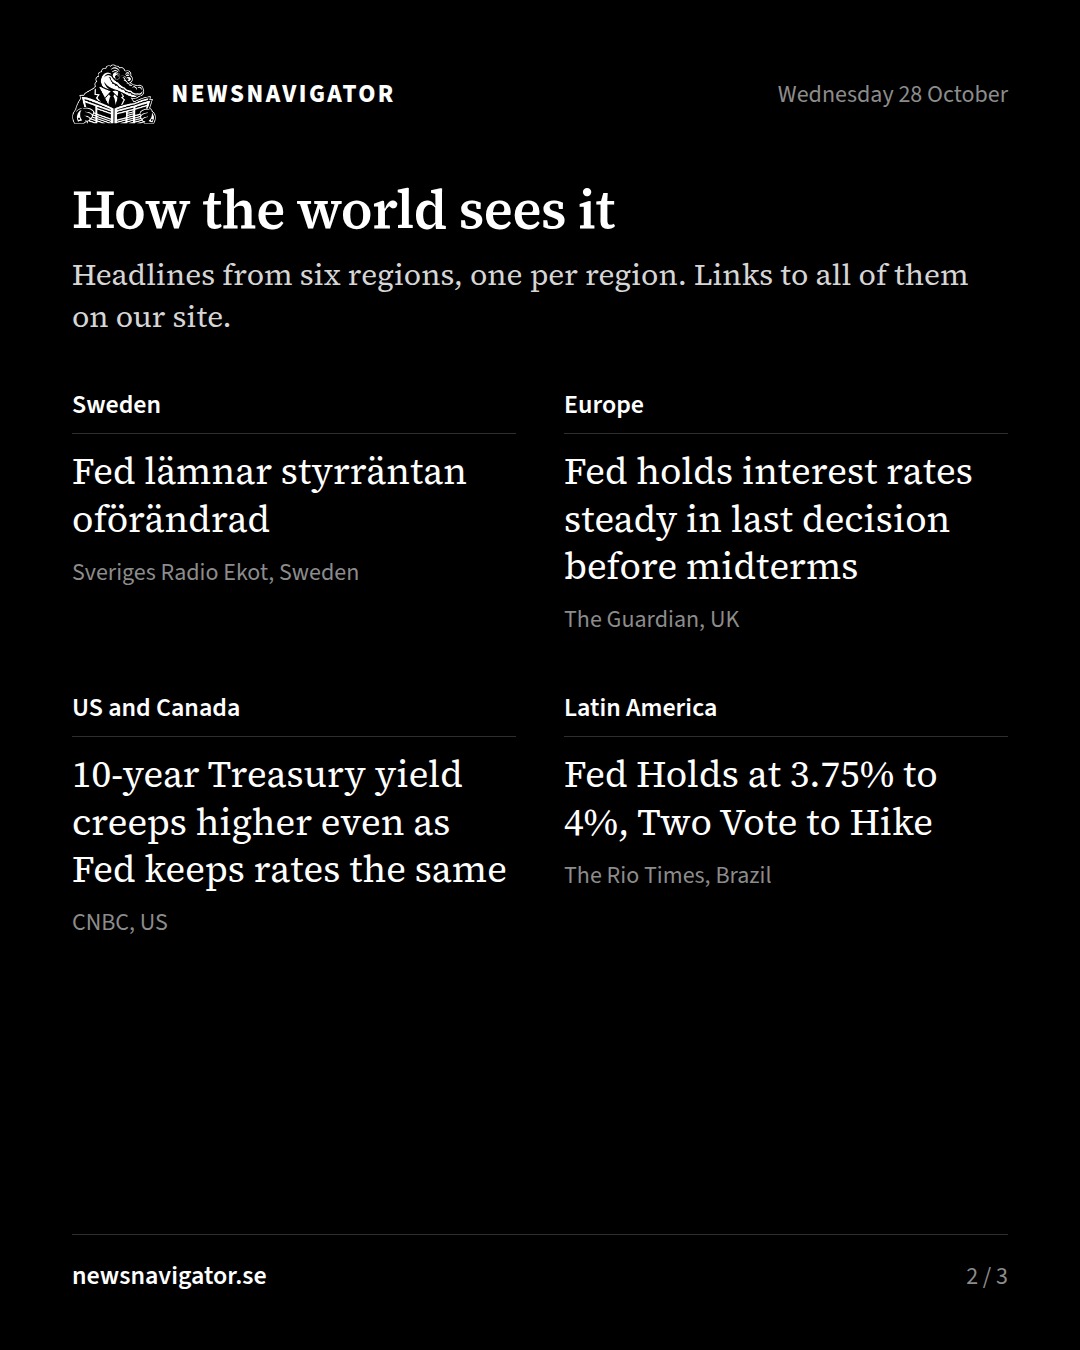 NEWSNAVIGATOR
Wednesday 28 October
How the world sees it
Headlines from six regions, one per region. Links to all of them
on our site.
Sweden
Fed lämnar styrräntan
oförändrad
Sveriges Radio Ekot, Sweden
Europe
Fed holds interest rates
steady in last decision
before midterms
The Guardian, UK
US and Canada
10-year Treasury yield
creeps higher even as
Fed keeps rates the same
CNBC, US
Latin America
Fed Holds at 3.75% to
4%, Two Vote to Hike
The Rio Times, Brazil
newsnavigator.se
2 / 3